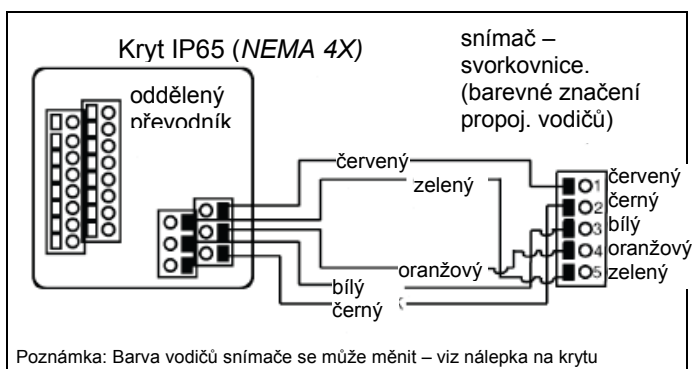 Kryt IP65 (NEMA 4X)
snímač –
svorkovnice.
(barevné značení
propoj. vodičů)
oddělený
převodník
červený
zelený
oranžový
bílý
černý
1 červený
2 černý
3 bílý
4 oranžový
5 zelený
Poznámka: Barva vodičů snímače se může měnit – viz nálepka na krytu